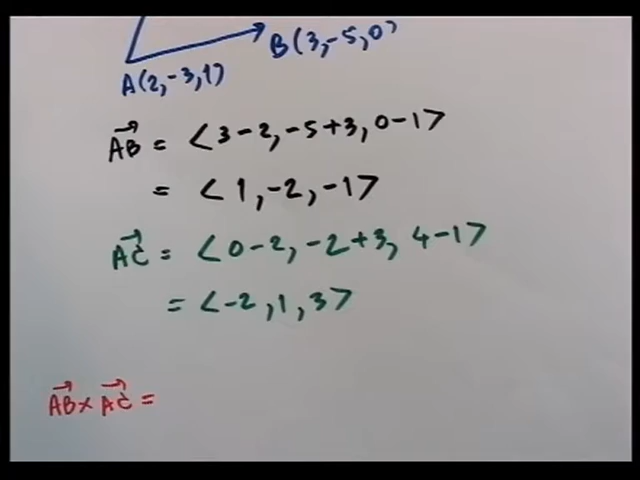 B(3,-5,0)
A(2,-3,1)
AB⃗ = <3-2,-5+3,0-1>
= <1,-2,-1>
AC⃗ = <0-2,-2+3, 4-1>
= <-2,1,3>
AB⃗ x AC⃗ =